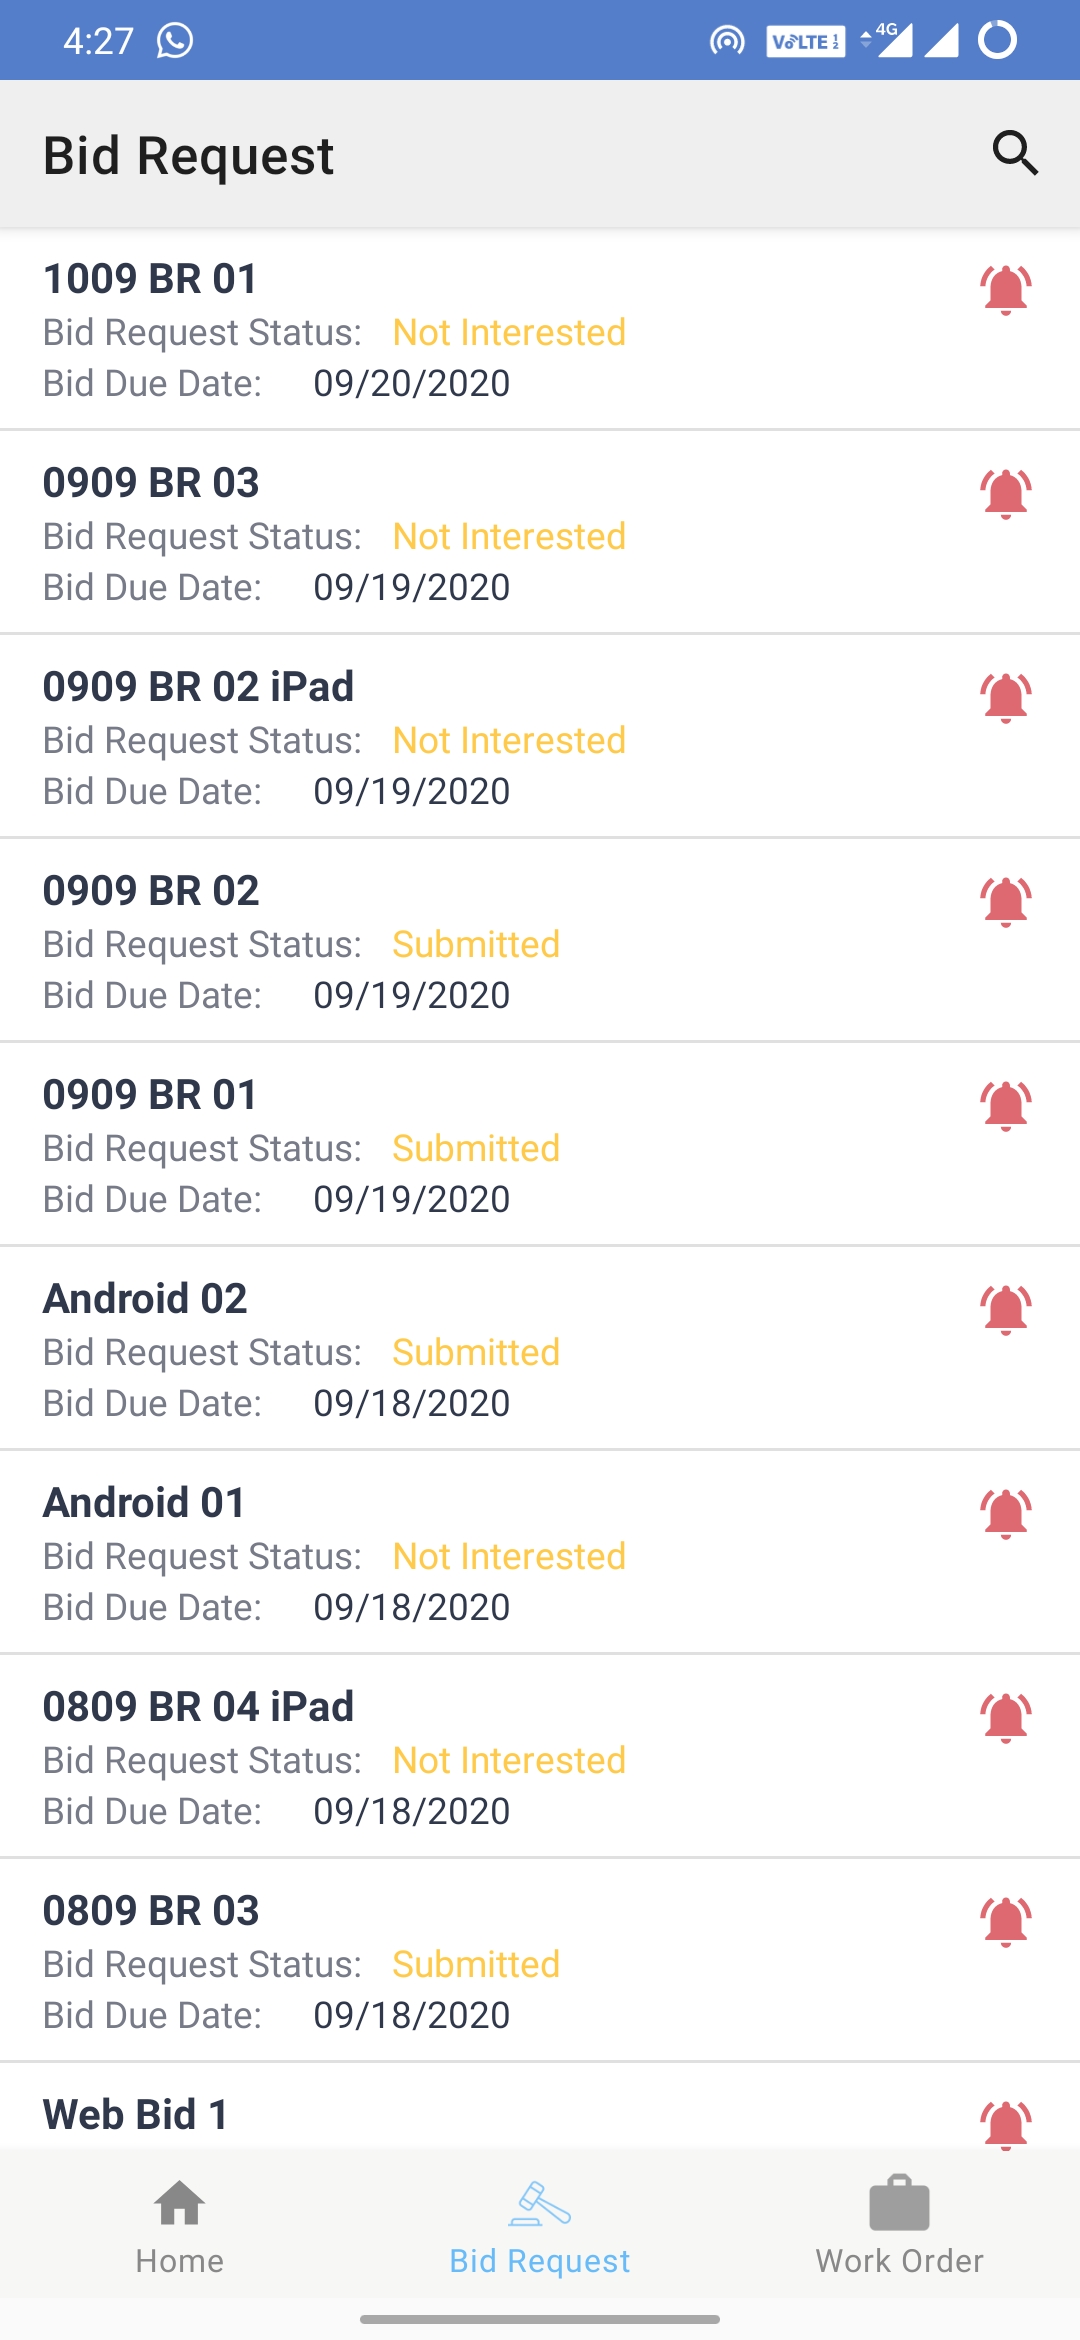 4:27 VoLTE 1 2 4G
Bid Request
1009 BR 01
Bid Request Status: Not Interested
Bid Due Date: 09/20/2020
0909 BR 03
Bid Request Status: Not Interested
Bid Due Date: 09/19/2020
0909 BR 02 iPad
Bid Request Status: Not Interested
Bid Due Date: 09/19/2020
0909 BR 02
Bid Request Status: Submitted
Bid Due Date: 09/19/2020
0909 BR 01
Bid Request Status: Submitted
Bid Due Date: 09/19/2020
Android 02
Bid Request Status: Submitted
Bid Due Date: 09/18/2020
Android 01
Bid Request Status: Not Interested
Bid Due Date: 09/18/2020
0809 BR 04 iPad
Bid Request Status: Not Interested
Bid Due Date: 09/18/2020
0809 BR 03
Bid Request Status: Submitted
Bid Due Date: 09/18/2020
Web Bid 1
Home Bid Request Work Order